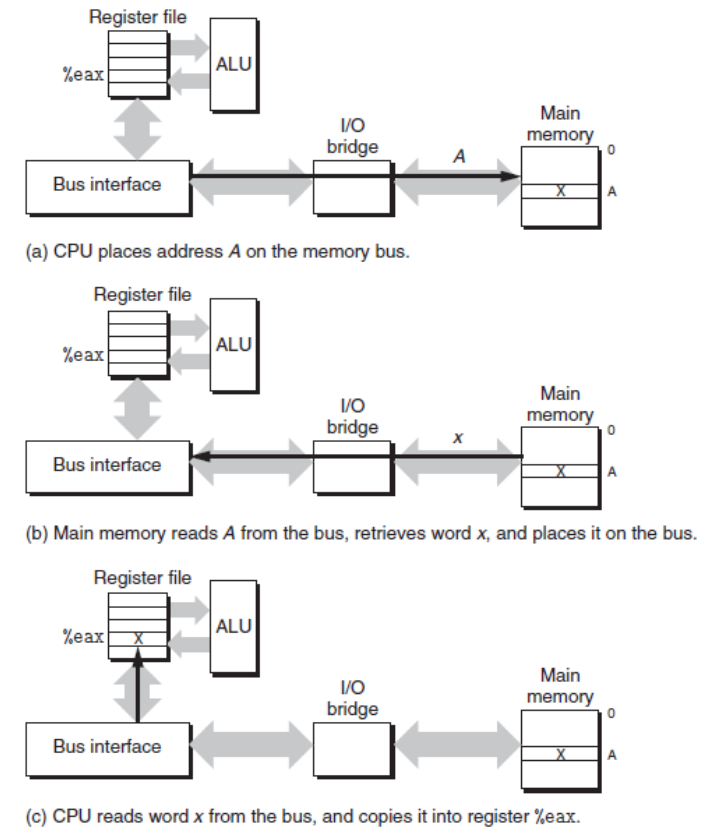 Register file
%eax
ALU
I/O
bridge
Main
memory
0
A
Bus interface
X
A
(a) CPU places address A on the memory bus.
Register file
%eax
ALU
I/O
bridge
Main
memory
0
x
Bus interface
X
A
(b) Main memory reads A from the bus, retrieves word x, and places it on the bus.
Register file
%eax
X
ALU
I/O
bridge
Main
memory
0
Bus interface
X
A
(c) CPU reads word x from the bus, and copies it into register %eax.